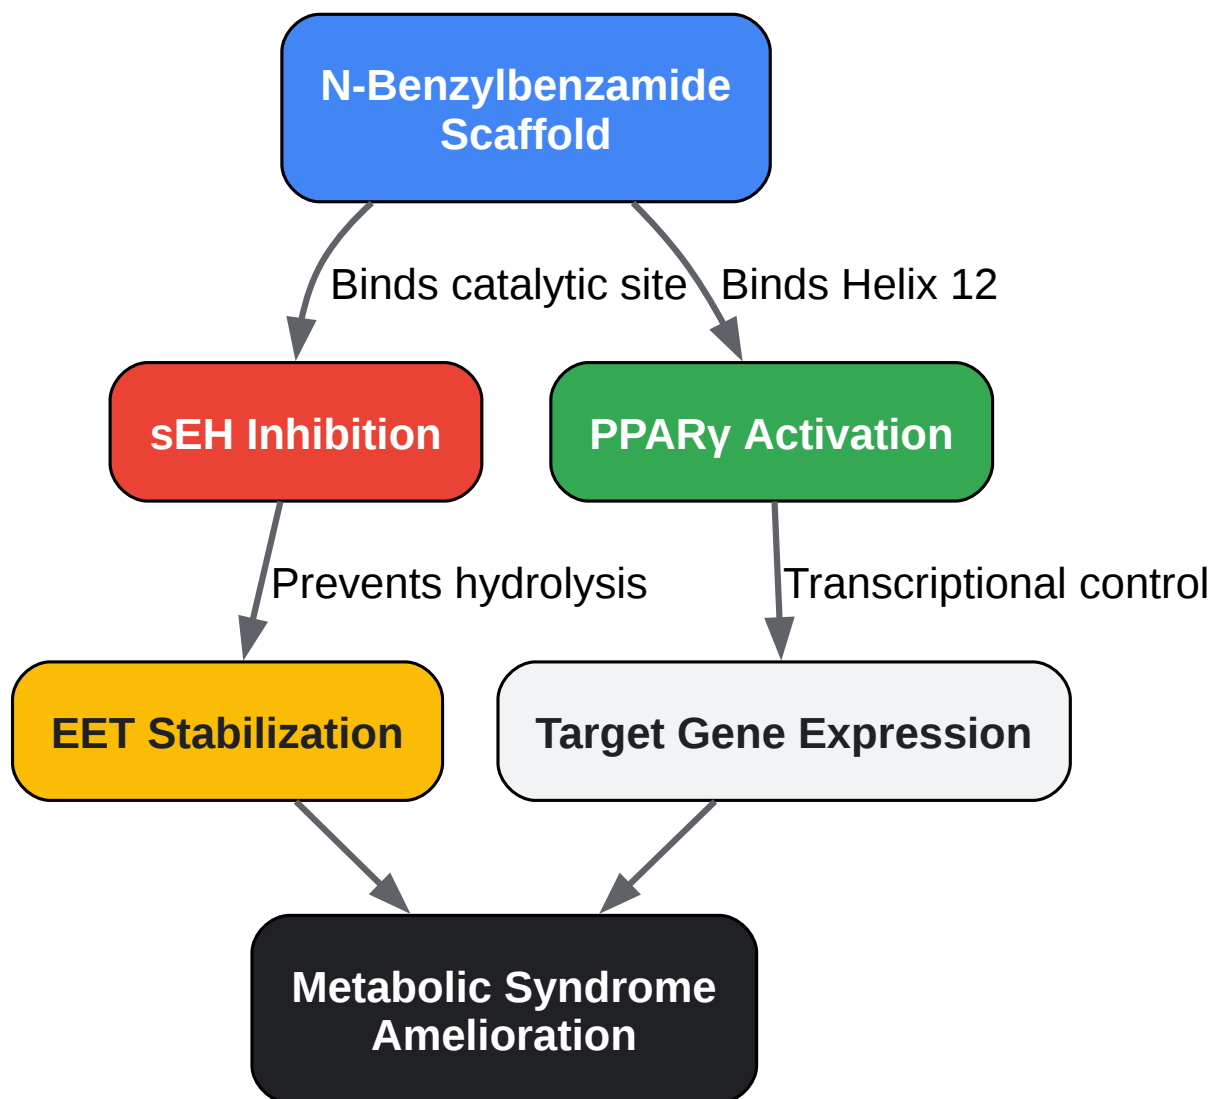 N-Benzylbenzamide
Scaffold
Binds catalytic site
Binds Helix 12
sEH Inhibition
PPARγ Activation
Prevents hydrolysis
Transcriptional control
EET Stabilization
Target Gene Expression
Metabolic Syndrome
Amelioration